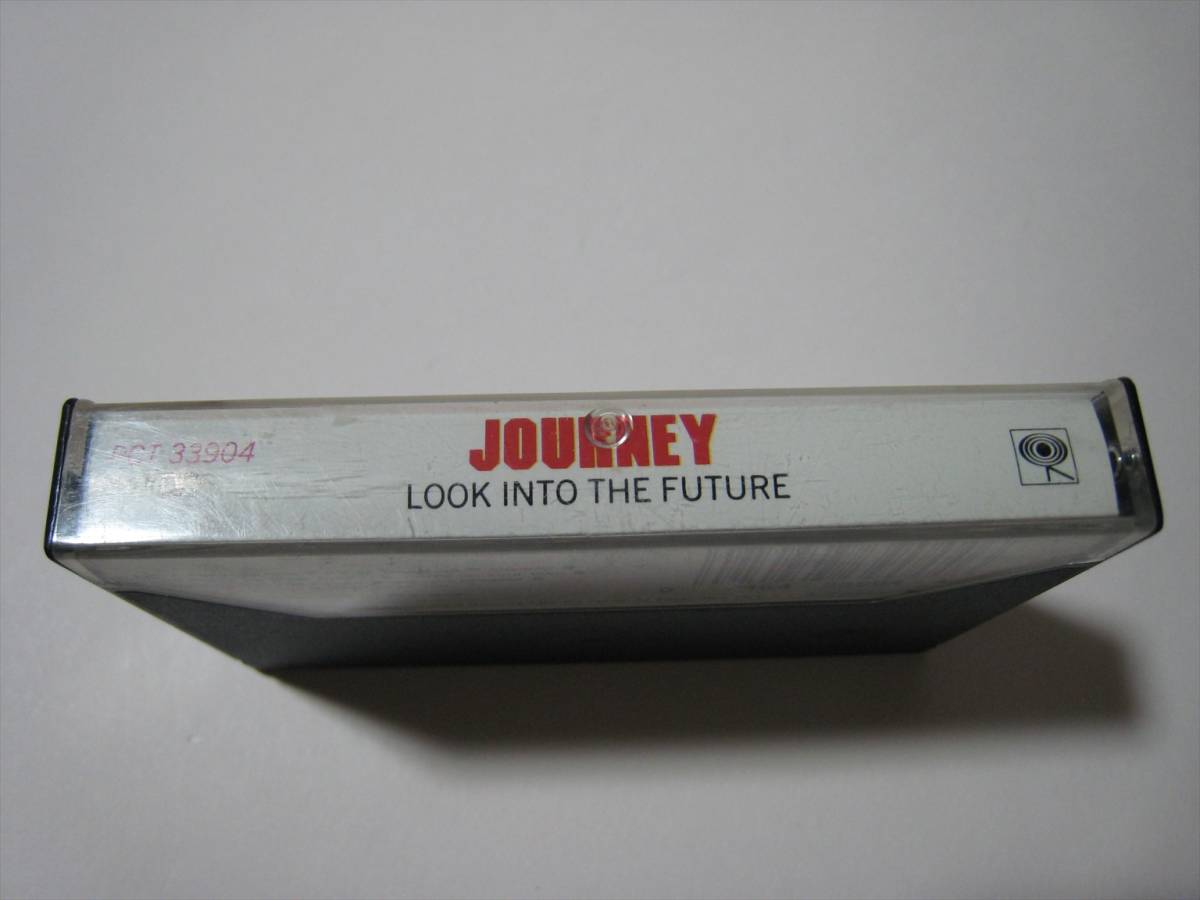 PCT 33904
JOURNEY
LOOK INTO THE FUTURE